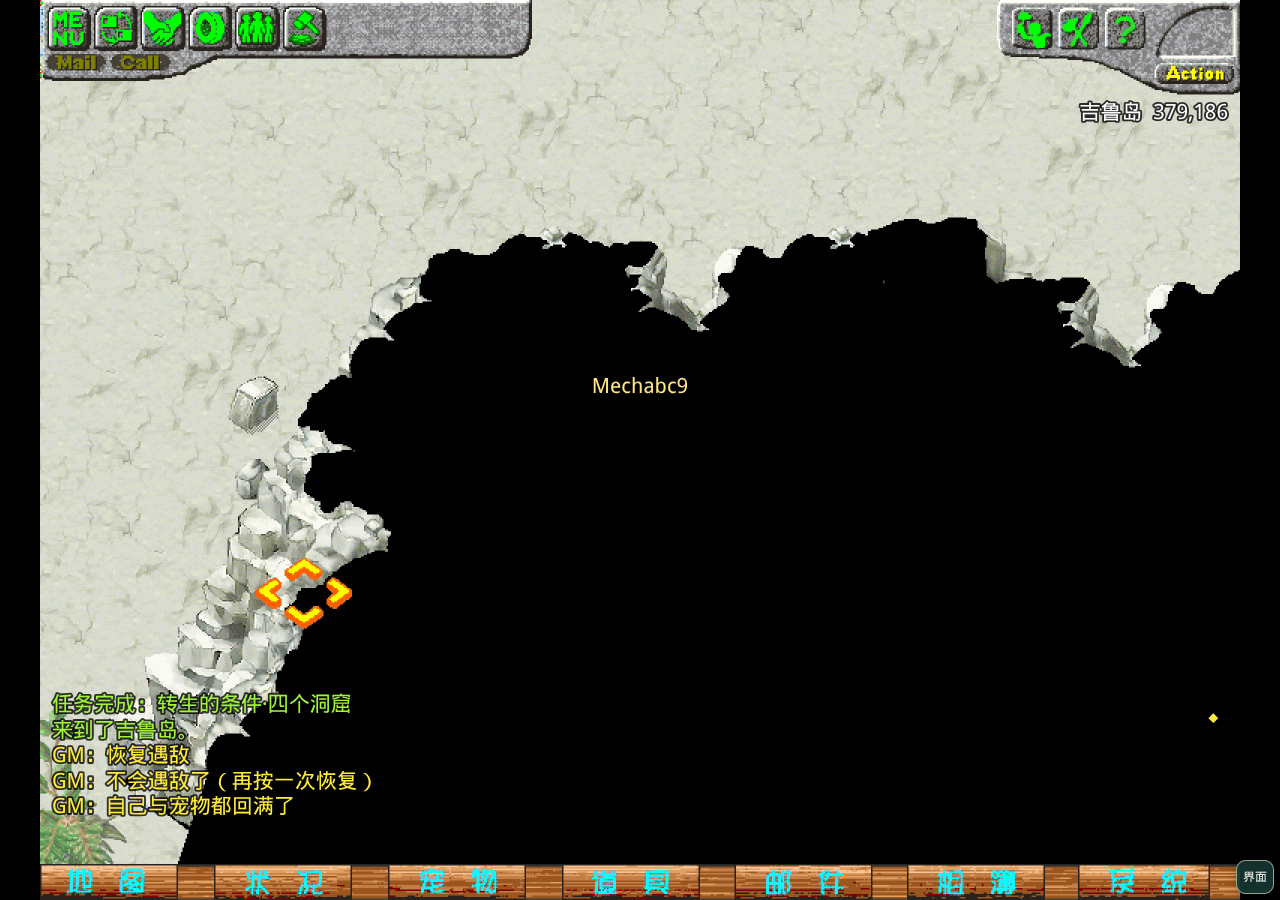 MENU
Mail Call
Action
吉鲁岛 379,186
Mechabc9
任务完成：转生的条件·四个洞窟
来到了吉鲁岛。
GM：恢复遇敌
GM：不会遇敌了（再按一次恢复）
GM：自己与宠物都回满了
地图 状况 宠物 道具 邮件 相簿 系统
界面